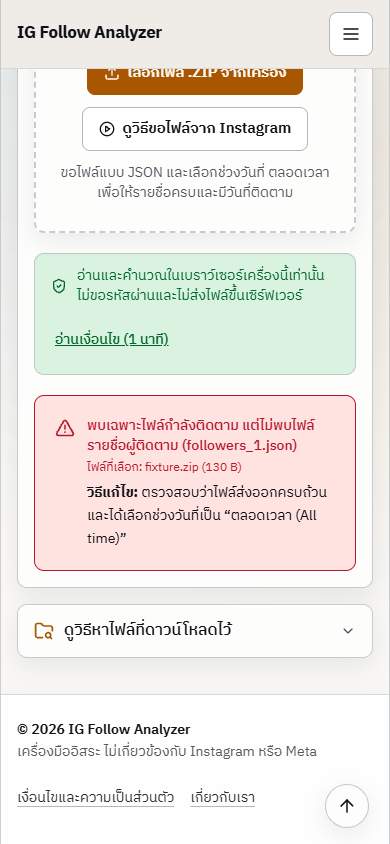 IG Follow Analyzer
เลือกไฟล์ .ZIP จากเครื่อง
ดูวิธีขอไฟล์จาก Instagram
ขอไฟล์แบบ JSON และเลือกช่วงวันที่ ตลอดเวลา
เพื่อให้รายชื่อครบและมีวันที่ติดตาม
อ่านและคำนวณในเบราว์เซอร์เครื่องนี้เท่านั้น
ไม่ขอรหัสผ่านและไม่ส่งไฟล์ขึ้นเซิร์ฟเวอร์
อ่านเงื่อนไข (1 นาที)
พบเฉพาะไฟล์กำลังติดตาม แต่ไม่พบไฟล์
รายชื่อผู้ติดตาม (followers_1.json)
ไฟล์ที่เลือก: fixture.zip (130 B)
วิธีแก้ไข: ตรวจสอบว่าไฟล์ส่งออกครบถ้วน
และได้เลือกช่วงวันที่เป็น “ตลอดเวลา (All
time)”
ดูวิธีหาไฟล์ที่ดาวน์โหลดไว้
© 2026 IG Follow Analyzer
เครื่องมืออิสระ ไม่เกี่ยวข้องกับ Instagram หรือ Meta
เงื่อนไขและความเป็นส่วนตัว เกี่ยวกับเรา